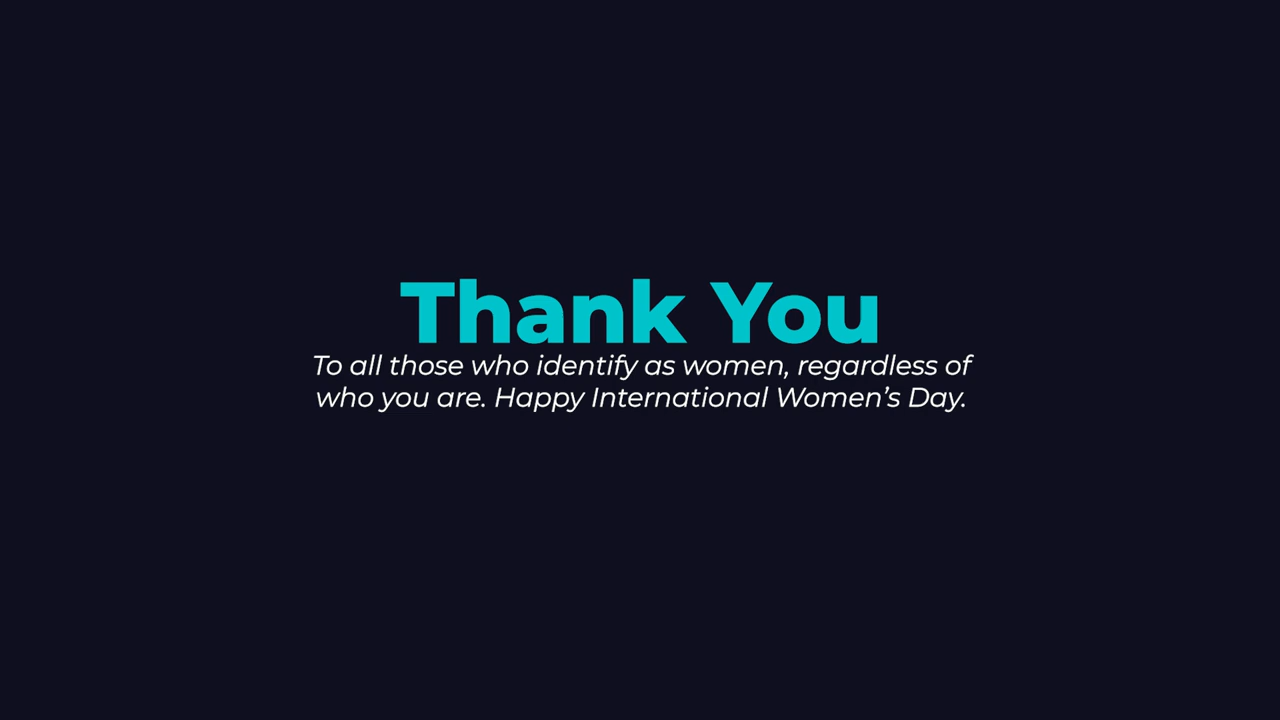 Thank You
To all those who identify as women, regardless of
who you are. Happy International Women’s Day.